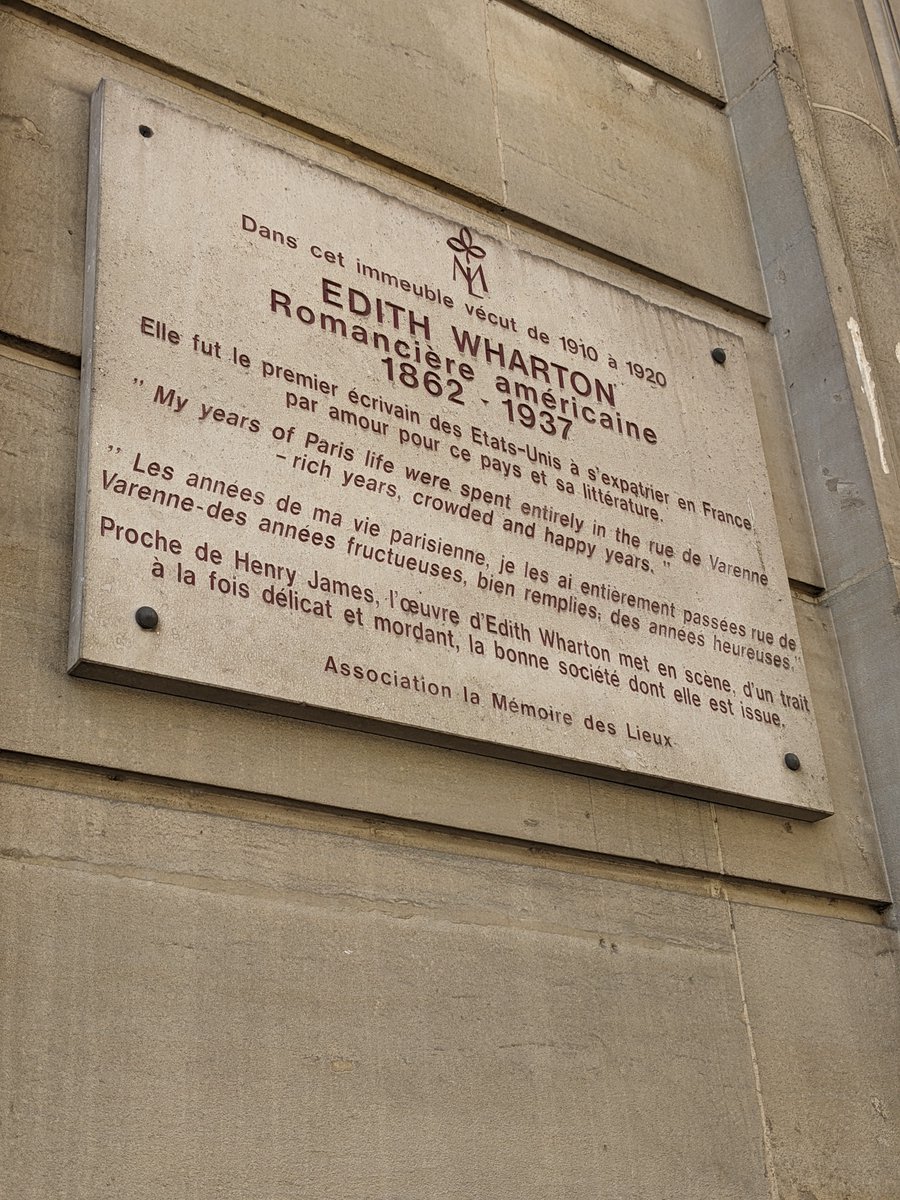 ML
Dans cet immeuble vécut de 1910 à 1920
EDITH WHARTON
Romancière américaine
1862 - 1937
Elle fut le premier écrivain des Etats-Unis à s'expatrier en France,
par amour pour ce pays et sa littérature.
" My years of Paris life were spent entirely in the rue de Varenne
- rich years, crowded and happy years. "
" Les années de ma vie parisienne, je les ai entièrement passées rue de
Varenne-des années fructueuses, bien remplies, des années heureuses."
Proche de Henry James, l'œuvre d'Edith Wharton met en scène, d'un trait
à la fois délicat et mordant, la bonne société dont elle est issue.
Association la Mémoire des Lieux